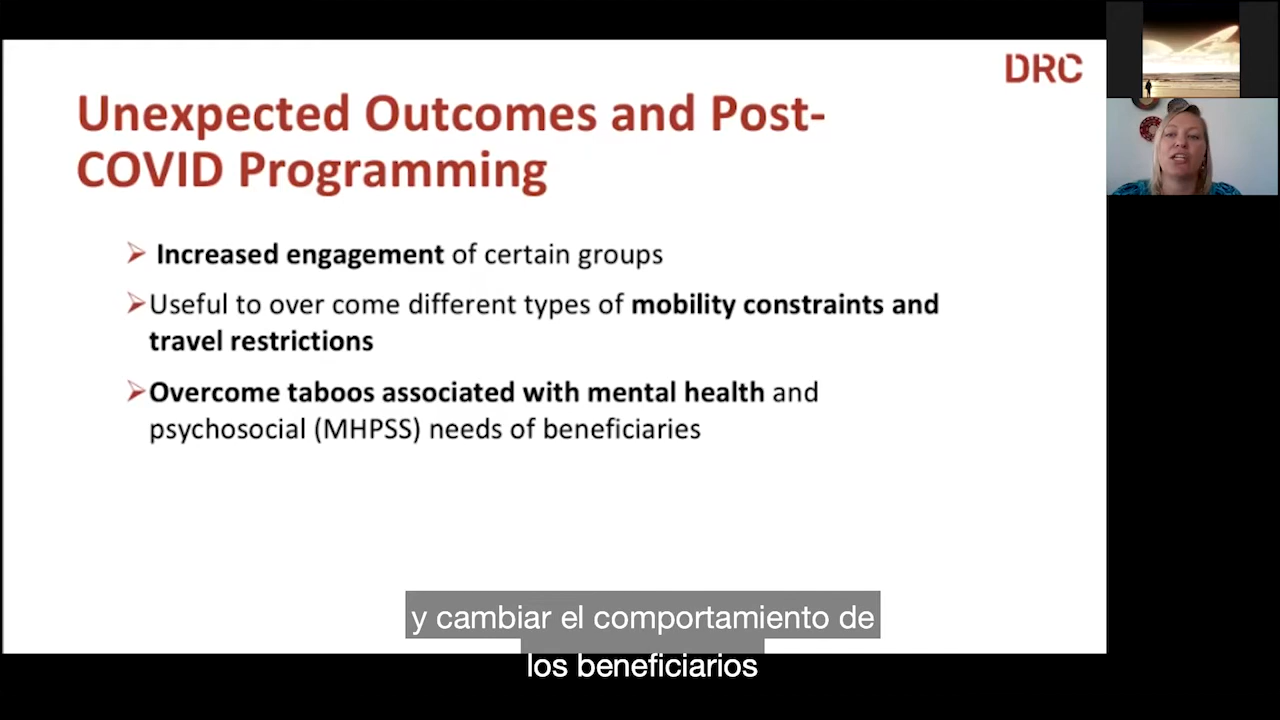 DRC
Unexpected Outcomes and Post-
COVID Programming
➢ Increased engagement of certain groups
➢Useful to over come different types of mobility constraints and
travel restrictions
➢Overcome taboos associated with mental health and
psychosocial (MHPSS) needs of beneficiaries
y cambiar el comportamiento de
los beneficiarios